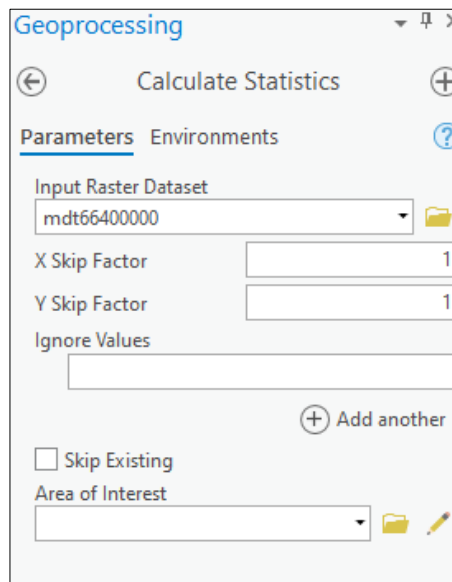 Geoprocessing
Calculate Statistics
Parameters Environments
Input Raster Dataset
mdt66400000
X Skip Factor 1
Y Skip Factor 1
Ignore Values
Add another
Skip Existing
Area of Interest